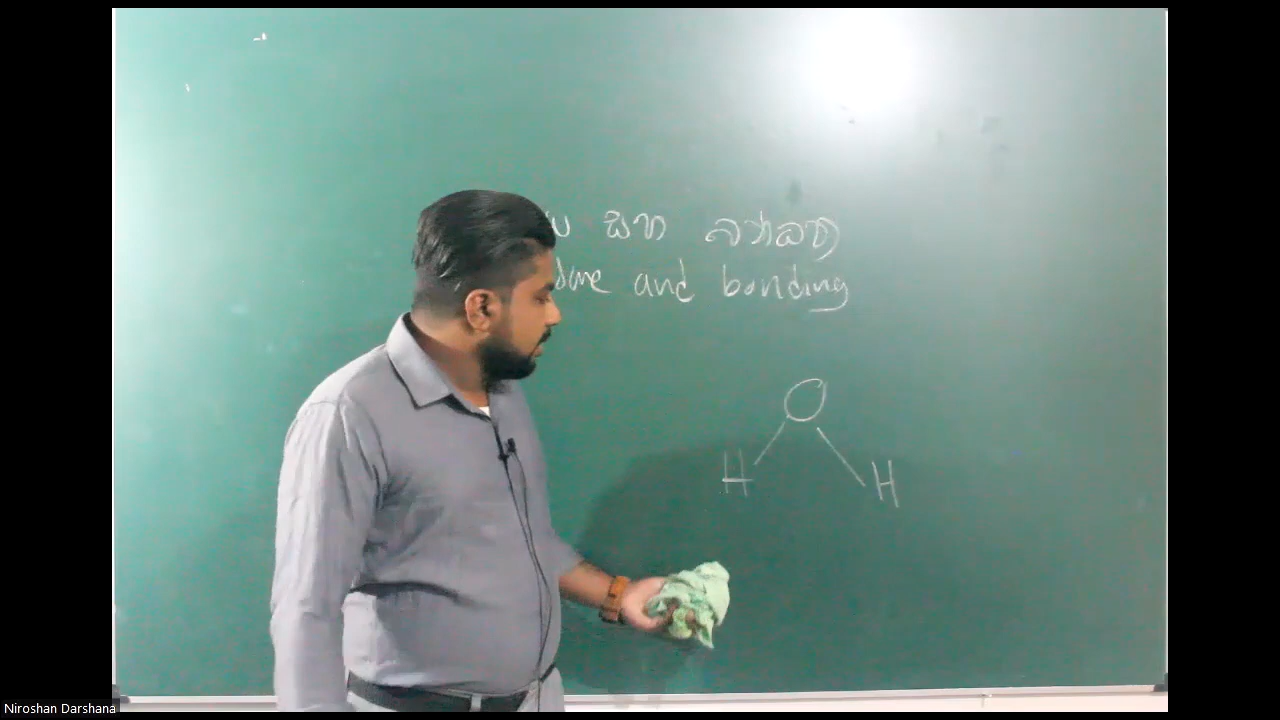 සහ බන්ධන
and bonding
O
H H
Niroshan Darshana